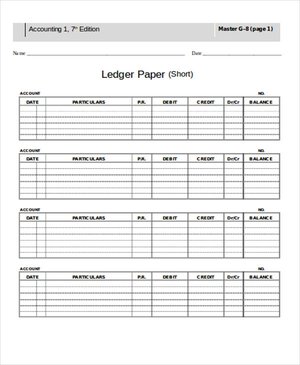 Accounting 1, 7th Edition Master G-8 (page 1)
Name Date
Ledger Paper (Short)
ACCOUNT NO.
DATE PARTICULARS P.R. DEBIT CREDIT Dr/Cr BALANCE
ACCOUNT NO.
DATE PARTICULARS P.R. DEBIT CREDIT Dr/Cr BALANCE
ACCOUNT NO.
DATE PARTICULARS P.R. DEBIT CREDIT Dr/Cr BALANCE
ACCOUNT NO.
DATE PARTICULARS P.R. DEBIT CREDIT Dr/Cr BALANCE